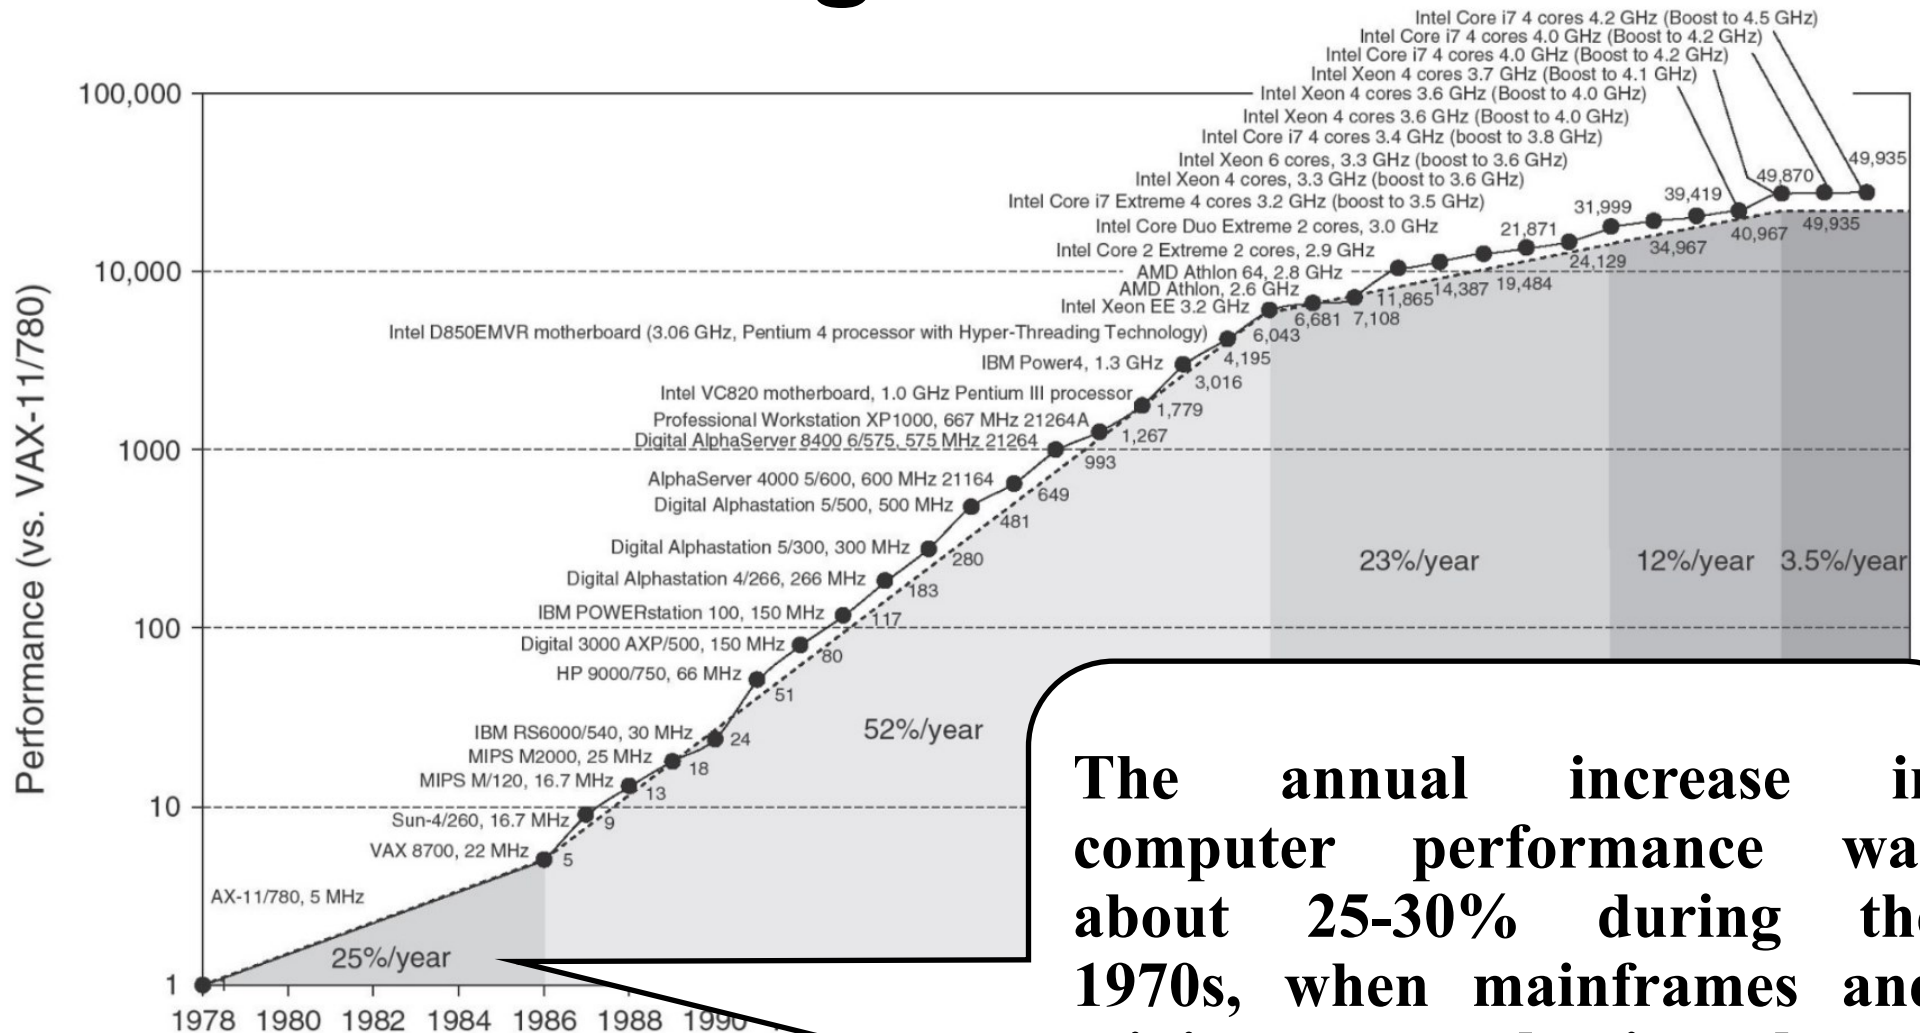 Intel Core i7 4 cores 4.2 GHz (Boost to 4.5 GHz)
Intel Core i7 4 cores 4.0 GHz (Boost to 4.2 GHz)
Intel Core i7 4 cores 4.0 GHz (Boost to 4.2 GHz)
Intel Xeon 4 cores 3.7 GHz (Boost to 4.1 GHz)
100,000
Intel Xeon 4 cores 3.6 GHz (Boost to 4.0 GHz)
Intel Xeon 4 cores 3.6 GHz (Boost to 4.0 GHz)
Intel Core i7 4 cores 3.4 GHz (boost to 3.8 GHz)
Intel Xeon 6 cores, 3.3 GHz (boost to 3.6 GHz)
49,935
Intel Xeon 4 cores, 3.3 GHz (boost to 3.6 GHz)
49,870
39,419
Intel Core i7 Extreme 4 cores 3.2 GHz (boost to 3.5 GHz)
31,999
Intel Core Duo Extreme 2 cores, 3.0 GHz
21,871
49,935
40,967
Intel Core 2 Extreme 2 cores, 2.9 GHz
34,967
24,129
10,000
AMD Athlon 64, 2.8 GHz
AMD Athlon, 2.6 GHz
11,865
14,387
19,484
Intel Xeon EE 3.2 GHz
6,681
7,108
Intel D850EMVR motherboard (3.06 GHz, Pentium 4 processor with Hyper-Threading Technology)
6,043
4,195
IBM Power4, 1.3 GHz
3,016
Intel VC820 motherboard, 1.0 GHz Pentium III processor
1,779
Professional Workstation XP1000, 667 MHz 21264A
1,267
Digital AlphaServer 8400 6/575, 575 MHz 21264
1000
993
AlphaServer 4000 5/600, 600 MHz 21164
649
Digital Alphastation 5/500, 500 MHz
481
Digital Alphastation 5/300, 300 MHz
280
23%/year
12%/year
3.5%/year
Digital Alphastation 4/266, 266 MHz
183
IBM POWERstation 100, 150 MHz
117
100
Digital 3000 AXP/500, 150 MHz
80
HP 9000/750, 66 MHz
51
IBM RS6000/540, 30 MHz
24
52%/year
MIPS M2000, 25 MHz
18
MIPS M/120, 16.7 MHz
13
10
Sun-4/260, 16.7 MHz
9
VAX 8700, 22 MHz
5
AX-11/780, 5 MHz
25%/year
1
1978 1980 1982 1984 1986 1988 1990
Performance (vs. VAX-11/780)
The annual increase in
computer performance wa
about 25-30% during the
1970s, when mainframes and